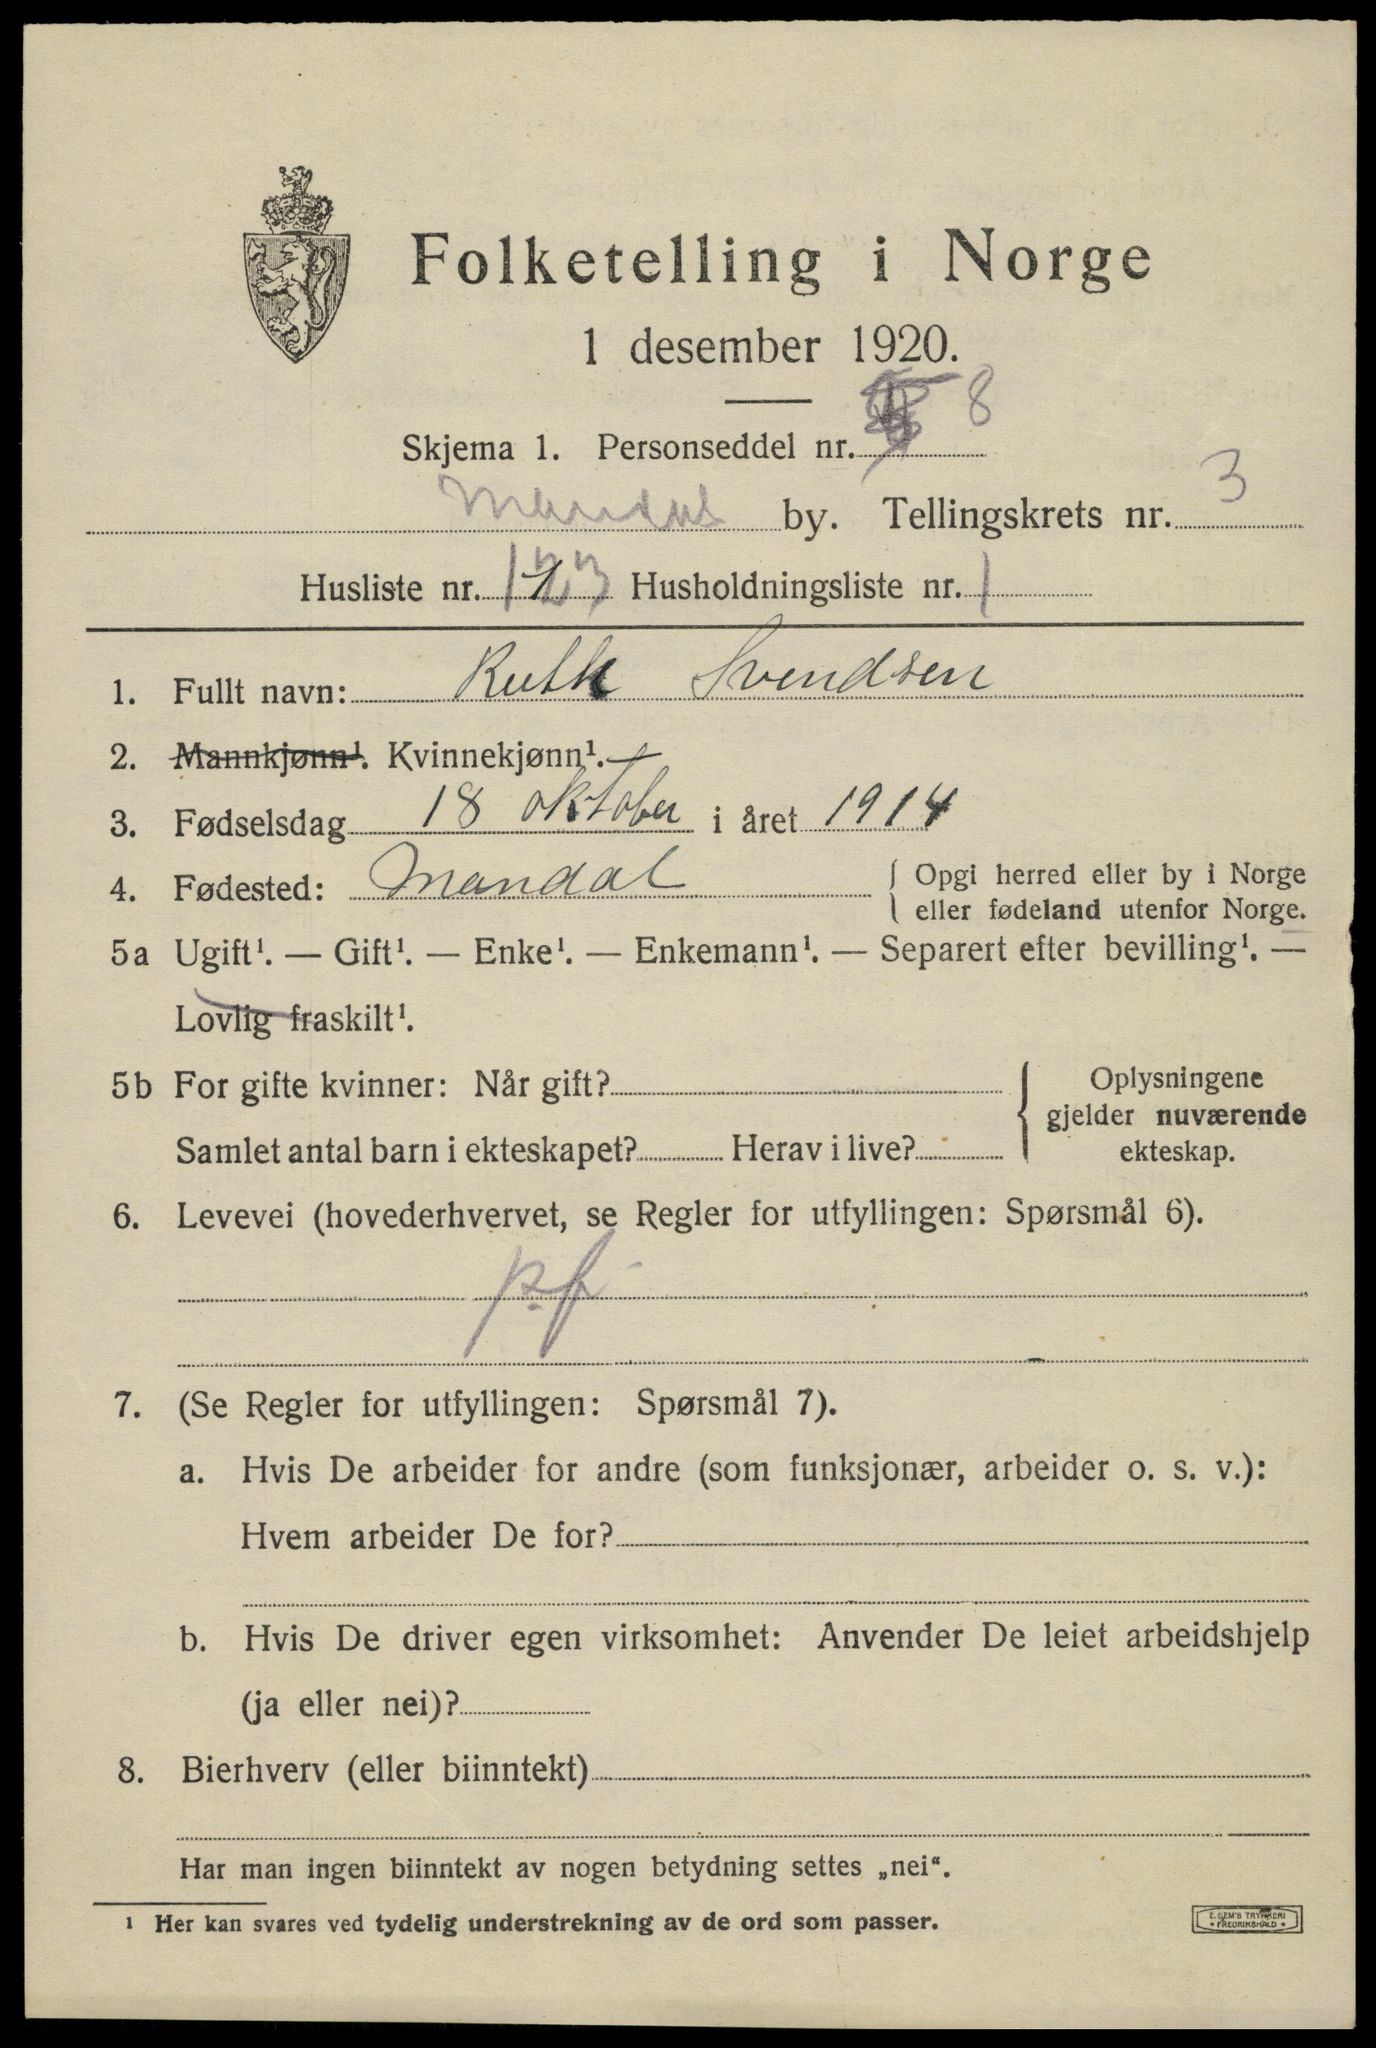 Folketelling i Norge
1 desember 1920.
Skjema 1. Personseddel nr. 8
Mandal by. Tellingskrets nr. 3
Husliste nr. 123 Husholdningsliste nr. 1
1. Fullt navn: Ruth Svendsen
2. Mannkjønn¹. Kvinnekjønn¹.
3. Fødselsdag 18 oktober i året 1914
4. Fødested: Mandal { Opgi herred eller by i Norge
eller fødeland utenfor Norge.
5a Ugift¹. — Gift¹. — Enke¹. — Enkemann¹. — Separert efter bevilling¹. —
Lovlig fraskilt¹.
5b For gifte kvinner: Når gift? { Oplysningene
gjelder nuværende
Samlet antal barn i ekteskapet? Herav i live? ekteskap.
6. Levevei (hovederhvervet, se Regler for utfyllingen: Spørsmål 6).
p.f.
7. (Se Regler for utfyllingen: Spørsmål 7).
a. Hvis De arbeider for andre (som funksjonær, arbeider o. s. v.):
Hvem arbeider De for?
b. Hvis De driver egen virksomhet: Anvender De leiet arbeidshjelp
(ja eller nei)?
8. Bierhverv (eller biinntekt)
Har man ingen biinntekt av nogen betydning settes „nei“.
¹ Her kan svares ved tydelig understrekning av de ord som passer.
E. SEM'S TRYKKERI
• FREDRIKSHALD •